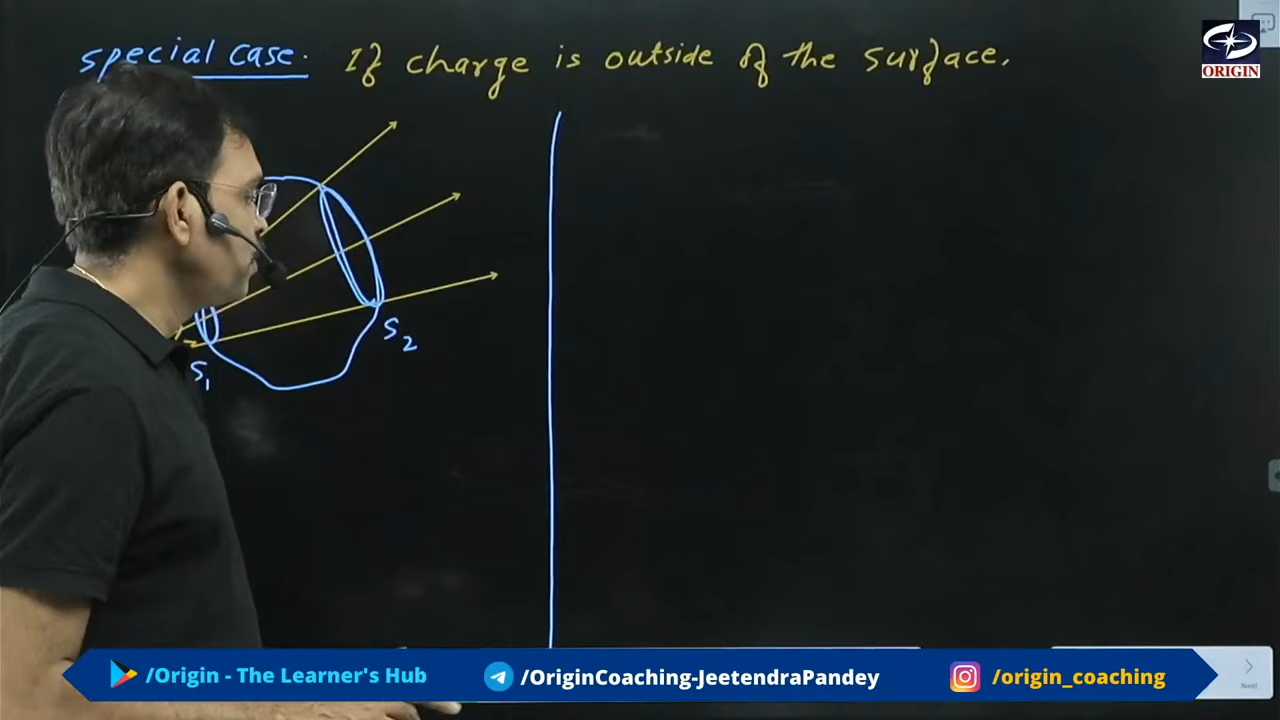 special case. If charge is outside of the surface.
ORIGIN
S2
S1
/Origin - The Learner's Hub
/OriginCoaching-JeetendraPandey
/origin_coaching
Next